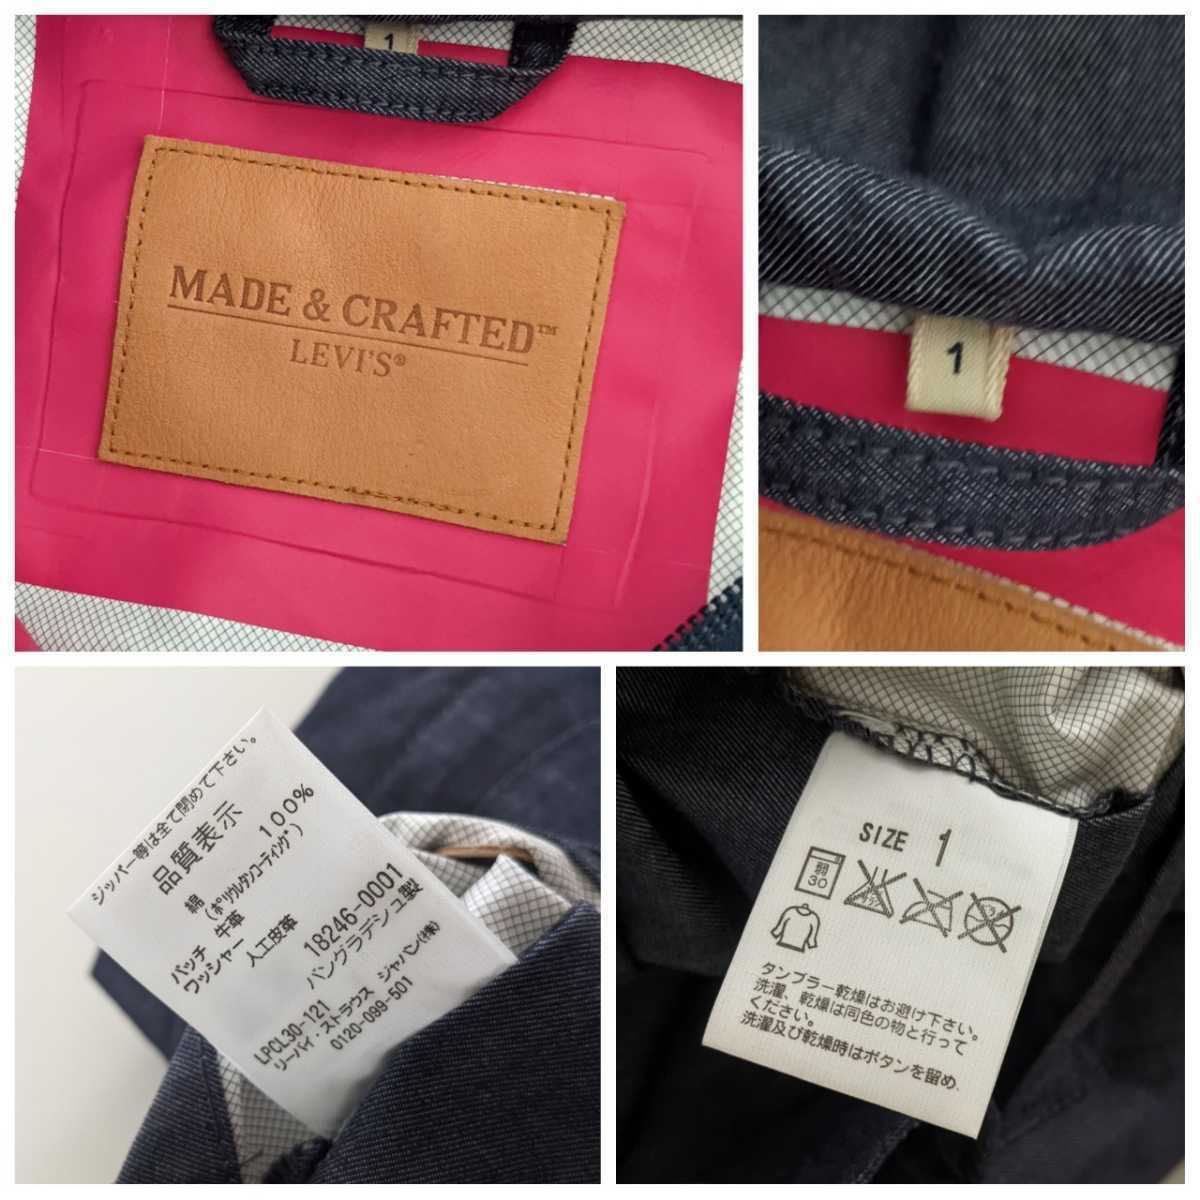 1
MADE & CRAFTED™
LEVI'S®
1
ジッパー等は全て閉めて下さい。
品質表示
綿 100%
(ポリウレタンコーティング)
パッチ 牛革
ワッシャー 人工皮革
18246-0001
バングラデシュ製
LPCL30-121
リーバイ・ストラウス ジャパン(株)
0120-099-501
SIZE 1
弱
30
タンブラー乾燥はお避け下さい。
洗濯、乾燥は同色の物と行って
ください。
洗濯及び乾燥時はボタンを留め、